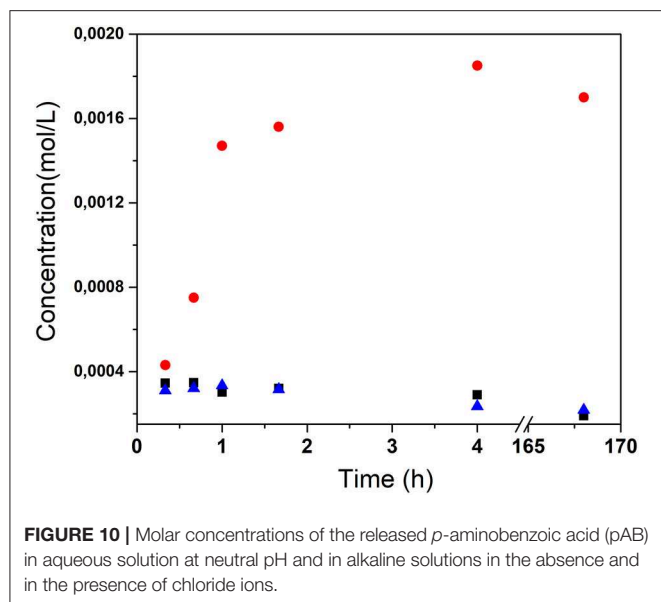 0,0020
0,0016
0,0012
0,0008
0,0004
Concentration(mol/L)
0 1 2 3 4 165 170
Time (h)
FIGURE 10 | Molar concentrations of the released p-aminobenzoic acid (pAB)
in aqueous solution at neutral pH and in alkaline solutions in the absence and
in the presence of chloride ions.